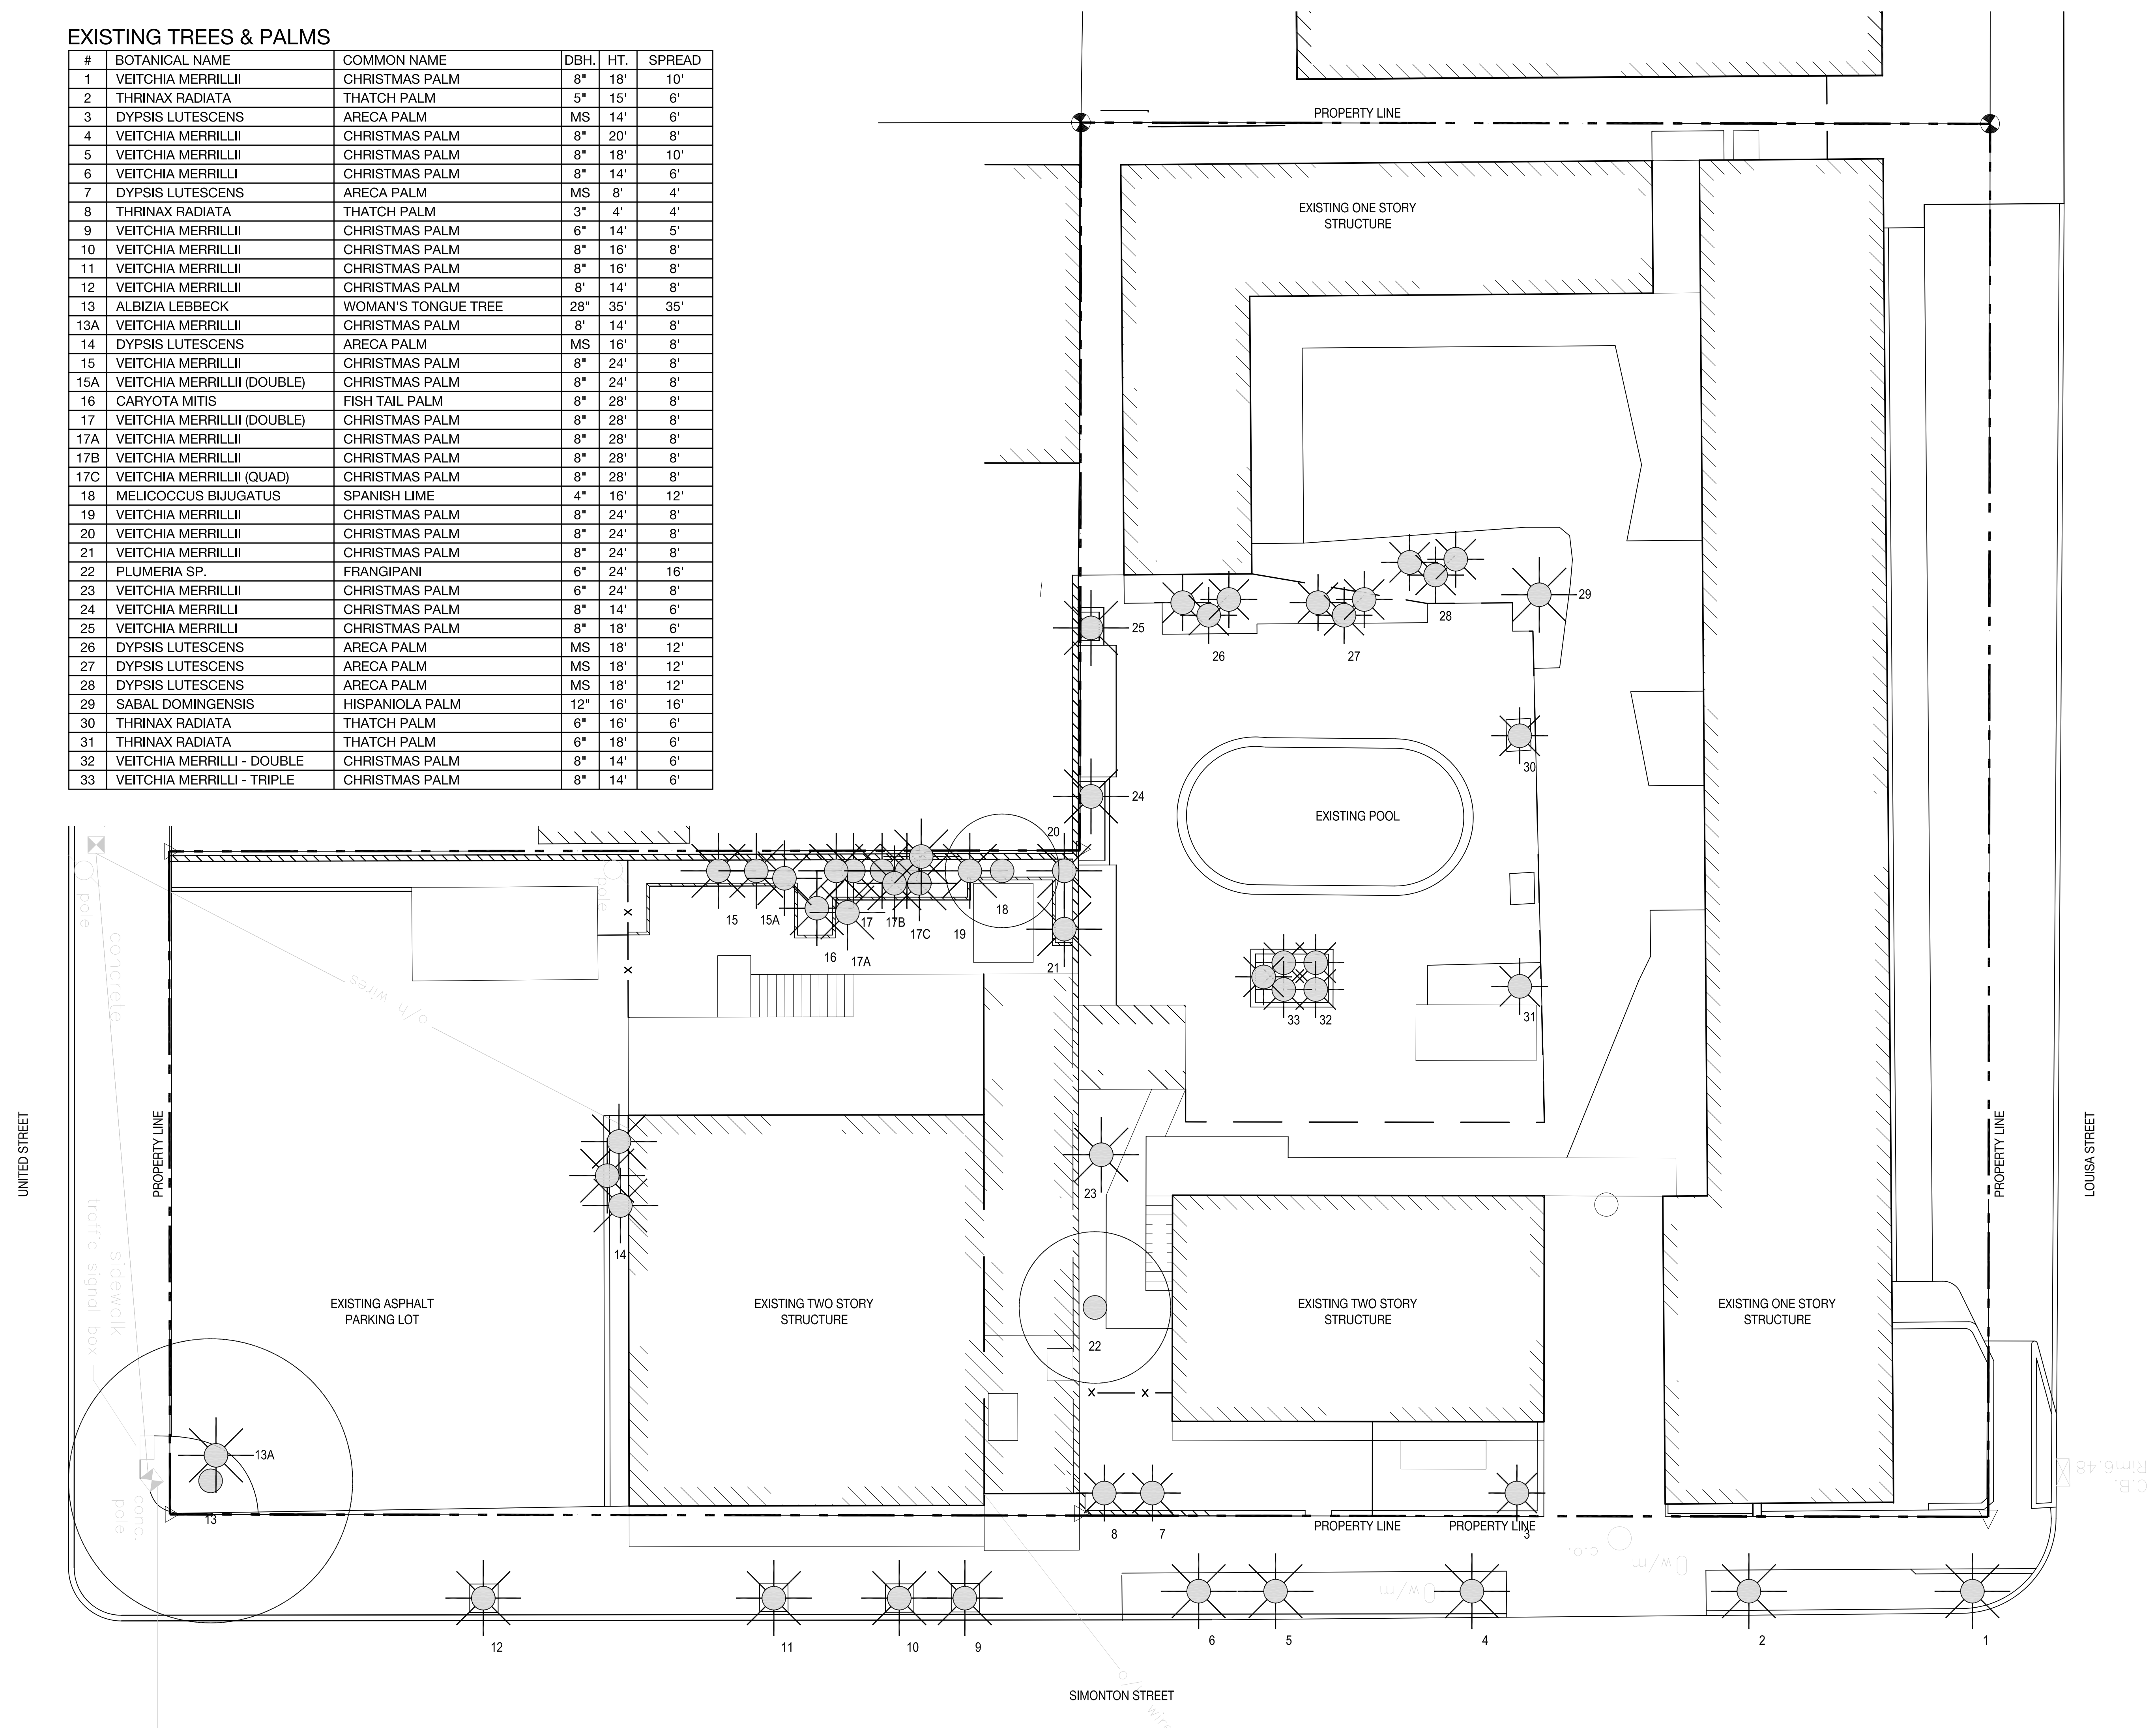 EXISTING TREES & PALMS
# BOTANICAL NAME COMMON NAME DBH. HT. SPREAD
1 VEITCHIA MERRILLII CHRISTMAS PALM 8" 18' 10'
2 THRINAX RADIATA THATCH PALM 5" 15' 6'
3 DYPSIS LUTESCENS ARECA PALM MS 14' 6'
4 VEITCHIA MERRILLII CHRISTMAS PALM 8" 20' 8'
5 VEITCHIA MERRILLII CHRISTMAS PALM 8" 18' 10'
6 VEITCHIA MERRILLI CHRISTMAS PALM 8" 14' 6'
7 DYPSIS LUTESCENS ARECA PALM MS 8' 4'
8 THRINAX RADIATA THATCH PALM 3" 4' 4'
9 VEITCHIA MERRILLII CHRISTMAS PALM 6" 14' 5'
10 VEITCHIA MERRILLII CHRISTMAS PALM 8" 16' 8'
11 VEITCHIA MERRILLII CHRISTMAS PALM 8" 16' 8'
12 VEITCHIA MERRILLII CHRISTMAS PALM 8' 14' 8'
13 ALBIZIA LEBBECK WOMAN'S TONGUE TREE 28" 35' 35'
13A VEITCHIA MERRILLII CHRISTMAS PALM 8' 14' 8'
14 DYPSIS LUTESCENS ARECA PALM MS 16' 8'
15 VEITCHIA MERRILLII CHRISTMAS PALM 8" 24' 8'
15A VEITCHIA MERRILLII (DOUBLE) CHRISTMAS PALM 8" 24' 8'
16 CARYOTA MITIS FISH TAIL PALM 8" 28' 8'
17 VEITCHIA MERRILLII (DOUBLE) CHRISTMAS PALM 8" 28' 8'
17A VEITCHIA MERRILLII CHRISTMAS PALM 8" 28' 8'
17B VEITCHIA MERRILLII CHRISTMAS PALM 8" 28' 8'
17C VEITCHIA MERRILLII (QUAD) CHRISTMAS PALM 8" 28' 8'
18 MELICOCCUS BIJUGATUS SPANISH LIME 4" 16' 12'
19 VEITCHIA MERRILLII CHRISTMAS PALM 8" 24' 8'
20 VEITCHIA MERRILLII CHRISTMAS PALM 8" 24' 8'
21 VEITCHIA MERRILLII CHRISTMAS PALM 8" 24' 8'
22 PLUMERIA SP. FRANGIPANI 6" 24' 16'
23 VEITCHIA MERRILLII CHRISTMAS PALM 6" 24' 8'
24 VEITCHIA MERRILLI CHRISTMAS PALM 8" 14' 6'
25 VEITCHIA MERRILLI CHRISTMAS PALM 8" 18' 6'
26 DYPSIS LUTESCENS ARECA PALM MS 18' 12'
27 DYPSIS LUTESCENS ARECA PALM MS 18' 12'
28 DYPSIS LUTESCENS ARECA PALM MS 18' 12'
29 SABAL DOMINGENSIS HISPANIOLA PALM 12" 16' 16'
30 THRINAX RADIATA THATCH PALM 6" 16' 6'
31 THRINAX RADIATA THATCH PALM 6" 18' 6'
32 VEITCHIA MERRILLI - DOUBLE CHRISTMAS PALM 8" 14' 6'
33 VEITCHIA MERRILLI - TRIPLE CHRISTMAS PALM 8" 14' 6'
PROPERTY LINE
EXISTING ONE STORY
STRUCTURE
29
28
25
26
27
30
24
EXISTING POOL
20
pole
pole
15 15A 17 17B 18
17C 19
16 17A
21
concrete
sidewalk
o/h wires
33 32
31
UNITED STREET
PROPERTY LINE
PROPERTY LINE
LOUISA STREET
23
14
traffic signal box
EXISTING ASPHALT
PARKING LOT
EXISTING TWO STORY
STRUCTURE
EXISTING TWO STORY
STRUCTURE
EXISTING ONE STORY
STRUCTURE
22
x x
x
x
13A
C.B.
Rim6.48
conc.
pole
13
8 7
PROPERTY LINE
PROPERTY LINE
3
c.o.
w/m
w/m
12
11
10
9
6
5
4
2
1
SIMONTON STREET
o/
wire